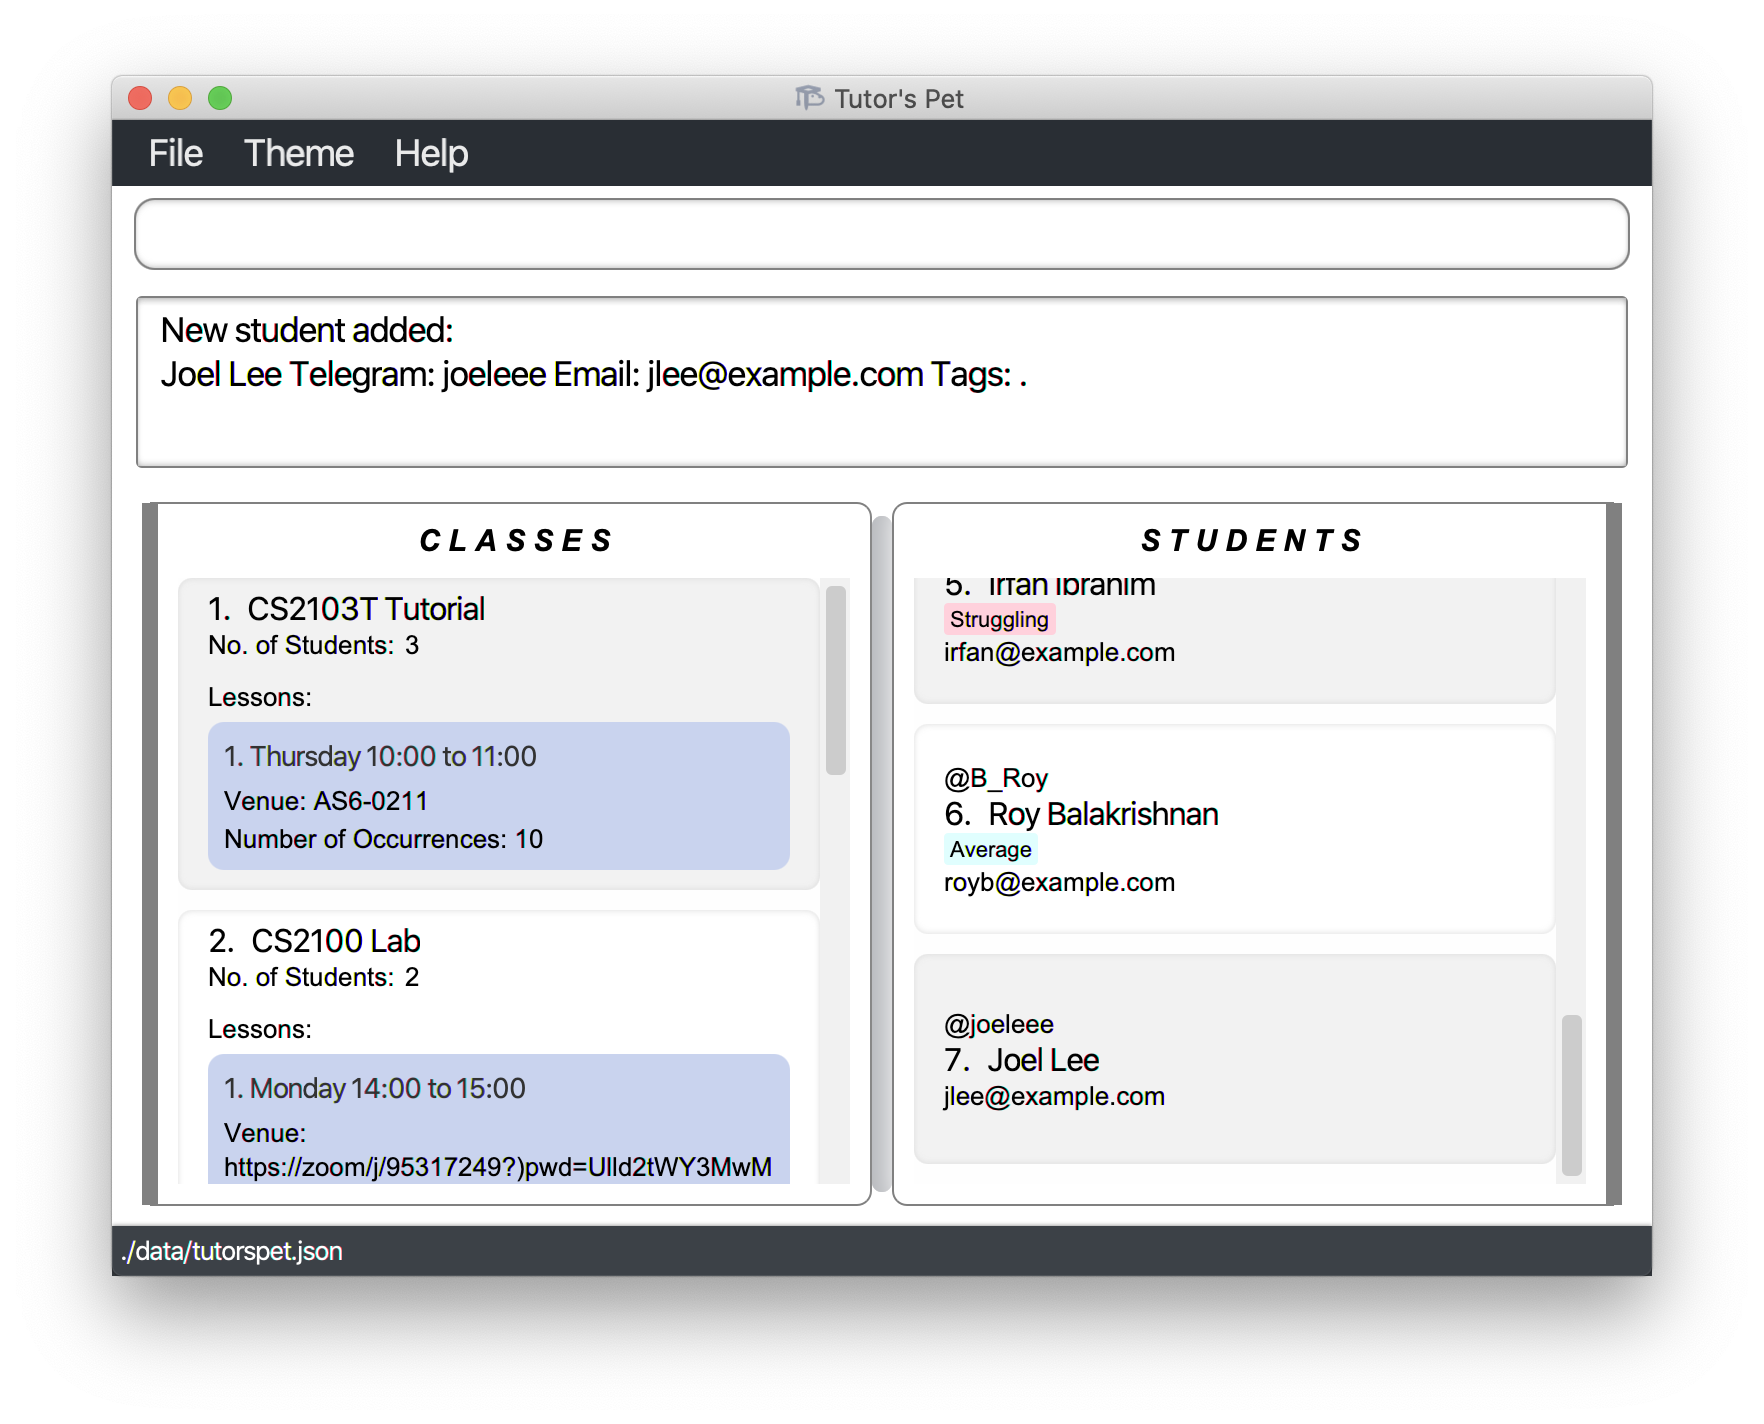 Tutor's Pet
File Theme Help
New student added:
Joel Lee Telegram: joeleee Email: jlee@example.com Tags: .
CLASSES
1. CS2103T Tutorial
No. of Students: 3
Lessons:
1. Thursday 10:00 to 11:00
Venue: AS6-0211
Number of Occurrences: 10
2. CS2100 Lab
No. of Students: 2
Lessons:
1. Monday 14:00 to 15:00
Venue:
https://zoom/j/95317249?)pwd=Ulld2tWY3MwM
STUDENTS
5. Irfan Ibrahim
Struggling
irfan@example.com
@B_Roy
6. Roy Balakrishnan
Average
royb@example.com
@joeleee
7. Joel Lee
jlee@example.com
./data/tutorspet.json